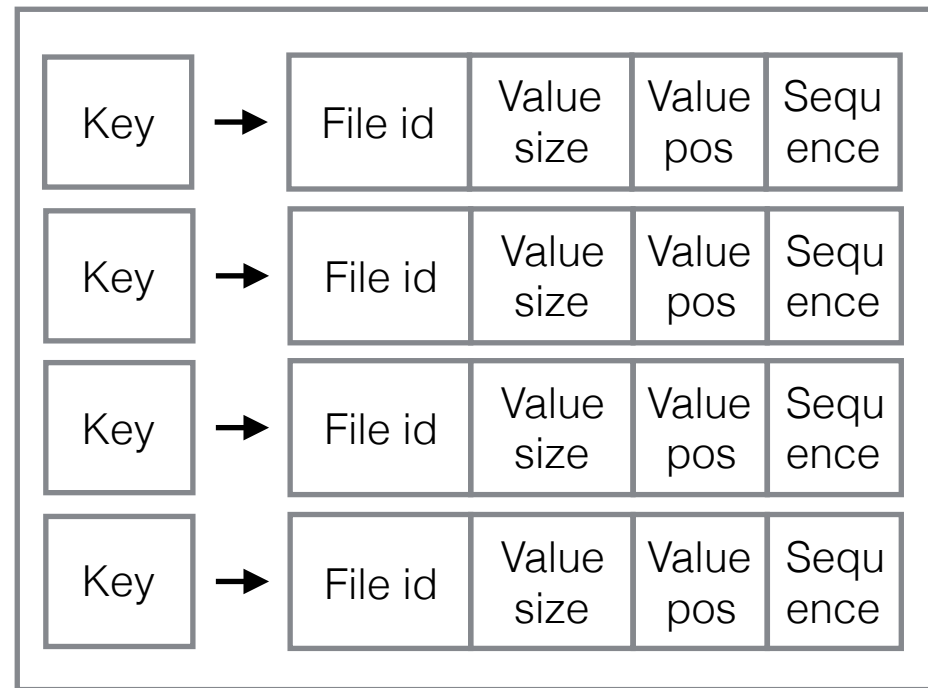 Key
File id
Value
size
Value
pos
Sequ
ence
Key
File id
Value
size
Value
pos
Sequ
ence
Key
File id
Value
size
Value
pos
Sequ
ence
Key
File id
Value
size
Value
pos
Sequ
ence